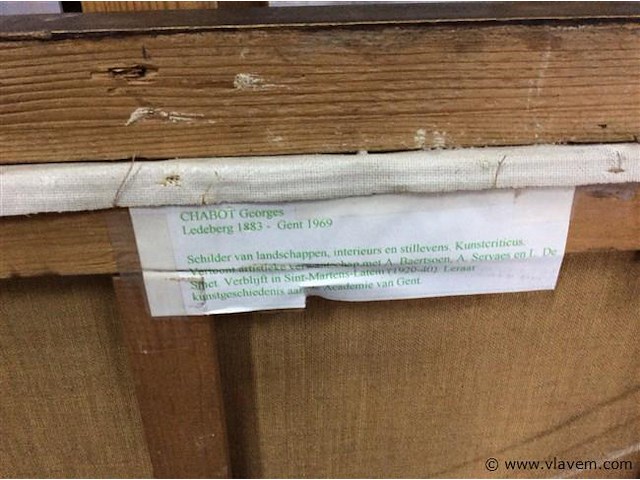 CHABOT Georges
Ledeberg 1883 - Gent 1969
Schilder van landschappen, interieurs en stillevens. Kunstcriticus.
Vertoont artistieke verwantschap met A. Baertsoen, A. Servaes en L. De
Smet. Verblijft in Sint-Martens-Latem (1920-40). Leraar
kunstgeschiedenis aan Academie van Gent.
© www.vlavem.com